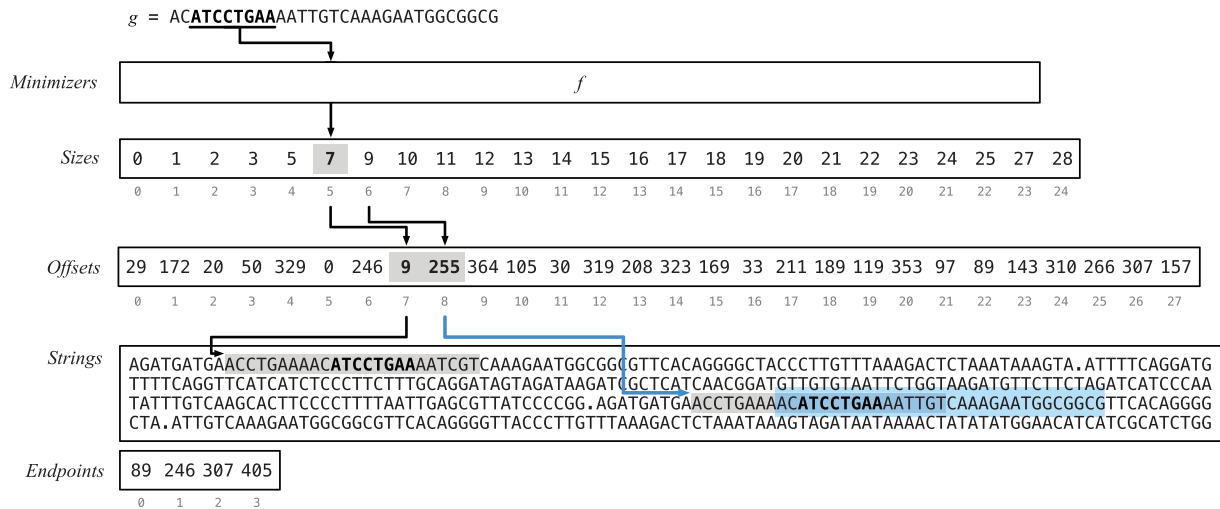 g = ACATCCTGAAAATTGTCAAAGAATGGCGGCG
Minimizers
f
Sizes
0 1 2 3 5 7 9 10 11 12 13 14 15 16 17 18 19 20 21 22 23 24 25 27 28
0 1 2 3 4 5 6 7 8 9 10 11 12 13 14 15 16 17 18 19 20 21 22 23 24
Offsets
29 172 20 50 329 0 246 9 255 364 105 30 319 208 323 169 33 211 189 119 353 97 89 143 310 266 307 157
0 1 2 3 4 5 6 7 8 9 10 11 12 13 14 15 16 17 18 19 20 21 22 23 24 25 26 27
Strings
AGATGATGAACCTGAAAACATCCTGAAAATCGTCAAAGAATGGCGGCGTTCACAGGGGCTACCCTTGTTTAAAGACTCTAAATAAAGTA.ATTTTCAGGATG
TTTTCAGGTTCATCATCTCCCTTCTTTGCAGGATAGTAGATAAGATCGCTCATCAACGGATGTTGTGTAATTTCTGGTAAGATGTTCTTCTAGATCATCCCAA
TATTTGTCAAGCACTTCCCCTTTTAATTGAGCGTTATCCCCGG.AGATGATGAACCTGAAAACATCCTGAAAATTGTCAAAGAATGGCGGCGTTCACAGGGG
CTA.ATTGTCAAAGAATGGCGGCGTTCACAGGGGTTACCCTTGTTTAAAGACTCTAAATAAAGTAGATAATAAAACTATATATGGAACATCATCGCATCTGG
Endpoints
89 246 307 405
0 1 2 3